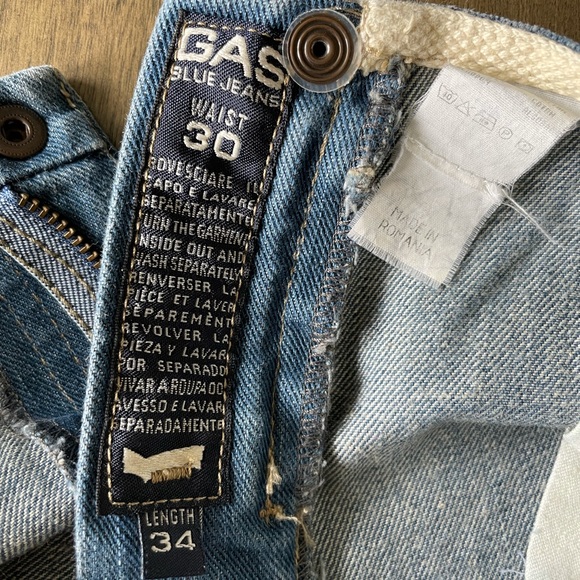 GAS
BLUE JEANS
WAIST
30
ROVESCIARE IL
CAPO E LAVARE
SEPARATAMENTE
TURN THE GARMENT
INSIDE OUT AND
WASH SEPARATELY
RENVERSER LA
PIÈCE ET LAVER
SÉPARÉMENT
REVOLVER LA
PIEZA Y LAVAR
POR SEPARADO
VIVAR A ROUPA DO
AVESSO E LAVAR
SEPARADAMENTE
LENGTH
34
MADE IN
ROMANIA